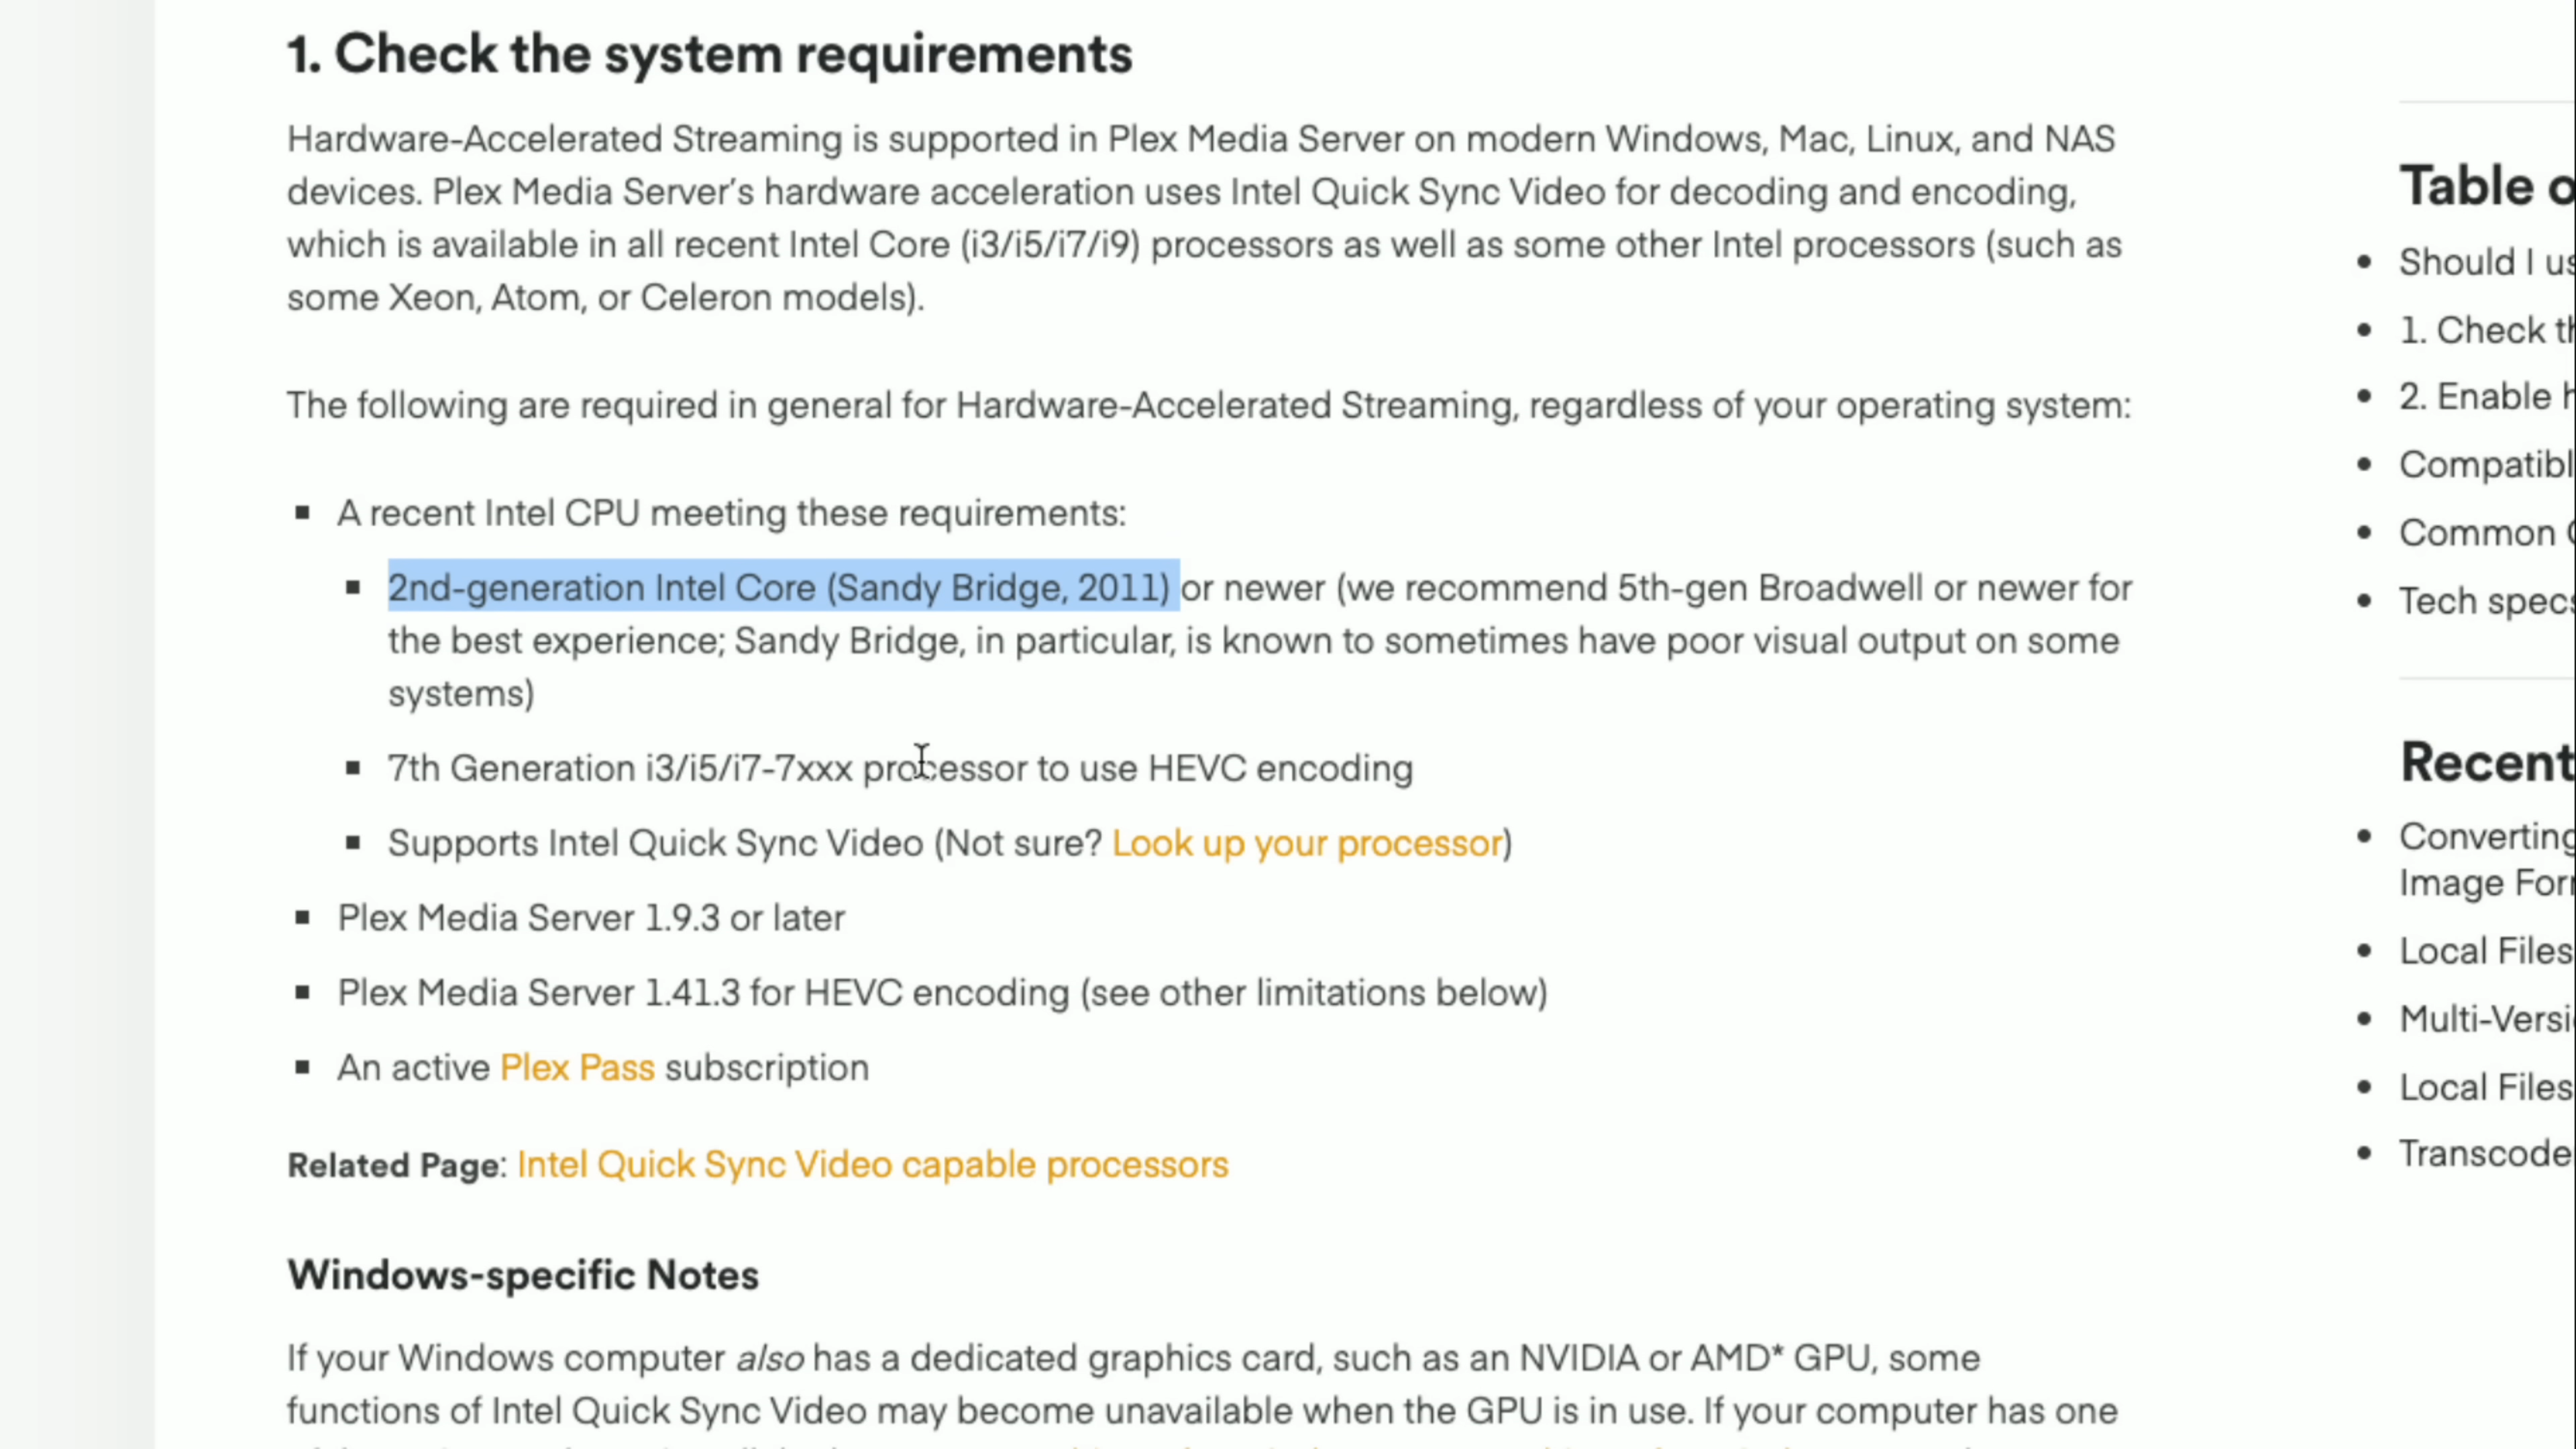 1. Check the system requirements
Hardware-Accelerated Streaming is supported in Plex Media Server on modern Windows, Mac, Linux, and NAS
devices. Plex Media Server's hardware acceleration uses Intel Quick Sync Video for decoding and encoding,
which is available in all recent Intel Core (i3/i5/i7/i9) processors as well as some other Intel processors (such as
some Xeon, Atom, or Celeron models).
The following are required in general for Hardware-Accelerated Streaming, regardless of your operating system:
▪ A recent Intel CPU meeting these requirements:
▪ 2nd-generation Intel Core (Sandy Bridge, 2011) or newer (we recommend 5th-gen Broadwell or newer for
the best experience; Sandy Bridge, in particular, is known to sometimes have poor visual output on some
systems)
▪ 7th Generation i3/i5/i7-7xxx processor to use HEVC encoding
▪ Supports Intel Quick Sync Video (Not sure? Look up your processor)
▪ Plex Media Server 1.9.3 or later
▪ Plex Media Server 1.41.3 for HEVC encoding (see other limitations below)
▪ An active Plex Pass subscription
Related Page: Intel Quick Sync Video capable processors
Windows-specific Notes
If your Windows computer also has a dedicated graphics card, such as an NVIDIA or AMD* GPU, some
functions of Intel Quick Sync Video may become unavailable when the GPU is in use. If your computer has one
Table
• Should I
• 1. Check
• 2. Enable
•
• Common
• Tech specs
Recent
• Converting
Image
• Local Files
•
• Local Files
• Transcode